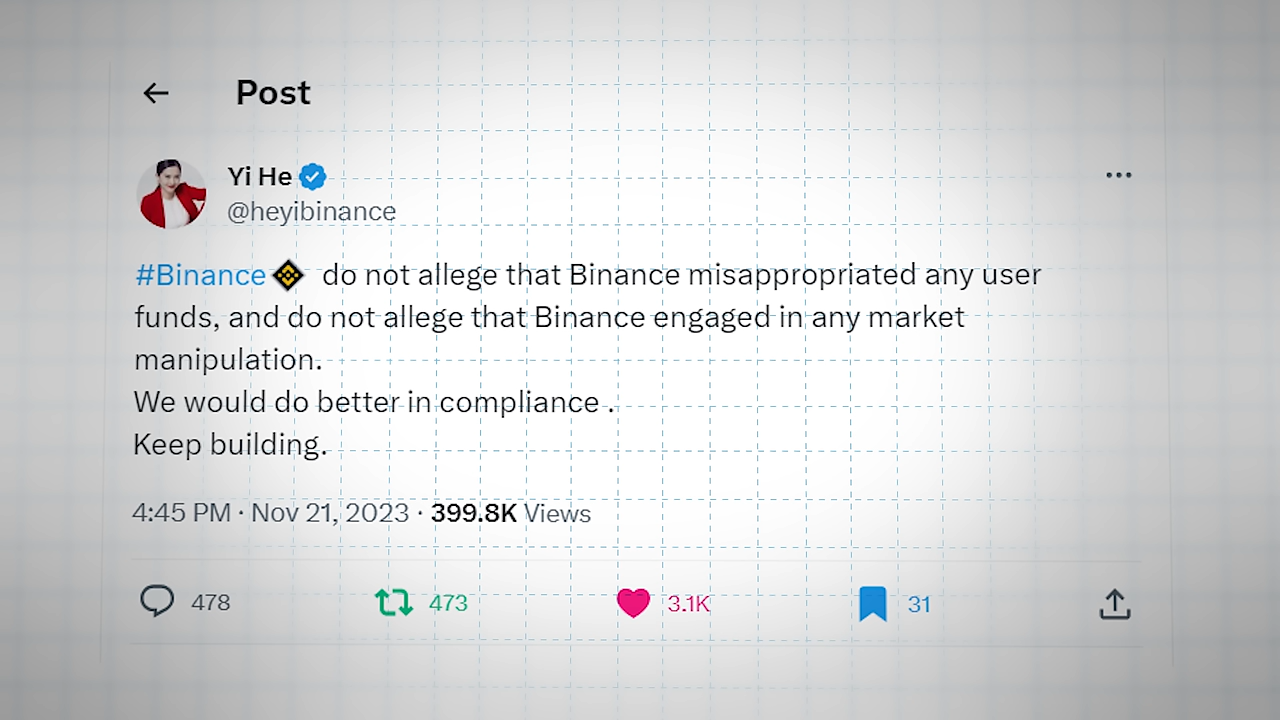 Post
Yi He
@heyibinance
#Binance do not allege that Binance misappropriated any user
funds, and do not allege that Binance engaged in any market
manipulation.
We would do better in compliance .
Keep building.
4:45 PM · Nov 21, 2023 · 399.8K Views
478 473 3.1K 31